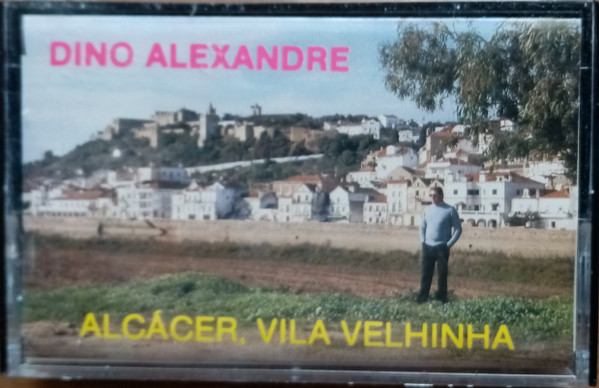 DINO ALEXANDRE
ALCÁCER, VILA VELHINHA